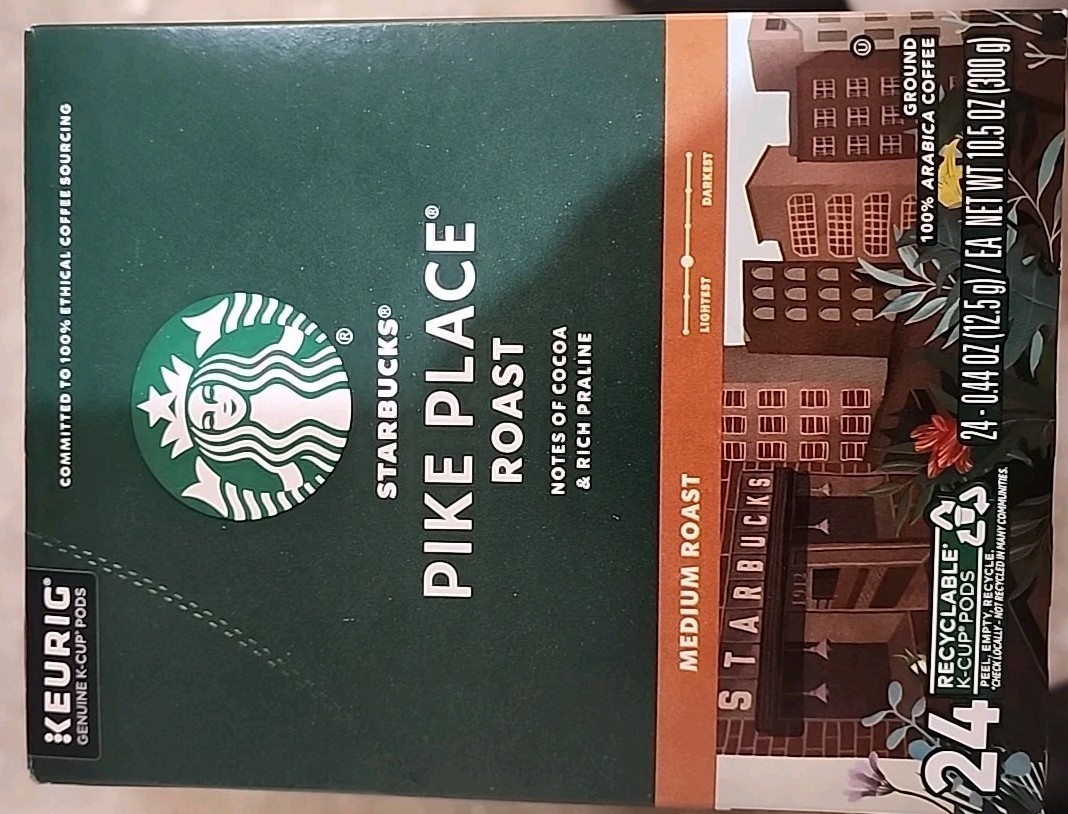 KEURIG®
GENUINE K-CUP® PODS
COMMITTED TO 100% ETHICAL COFFEE SOURCING
®
STARBUCKS®
PIKE PLACE®
ROAST
NOTES OF COCOA
& RICH PRALINE
MEDIUM ROAST
LIGHTEST
DARKEST
STARBUCKS
1912
U
GROUND
100% ARABICA COFFEE
24
RECYCLABLE*
K-CUP® PODS
PEEL, EMPTY, RECYCLE.
*CHECK LOCALLY - NOT RECYCLED IN MANY COMMUNITIES.
24 - 0.44 OZ (12.5 g) / EA NET WT 10.5 OZ (300 g)